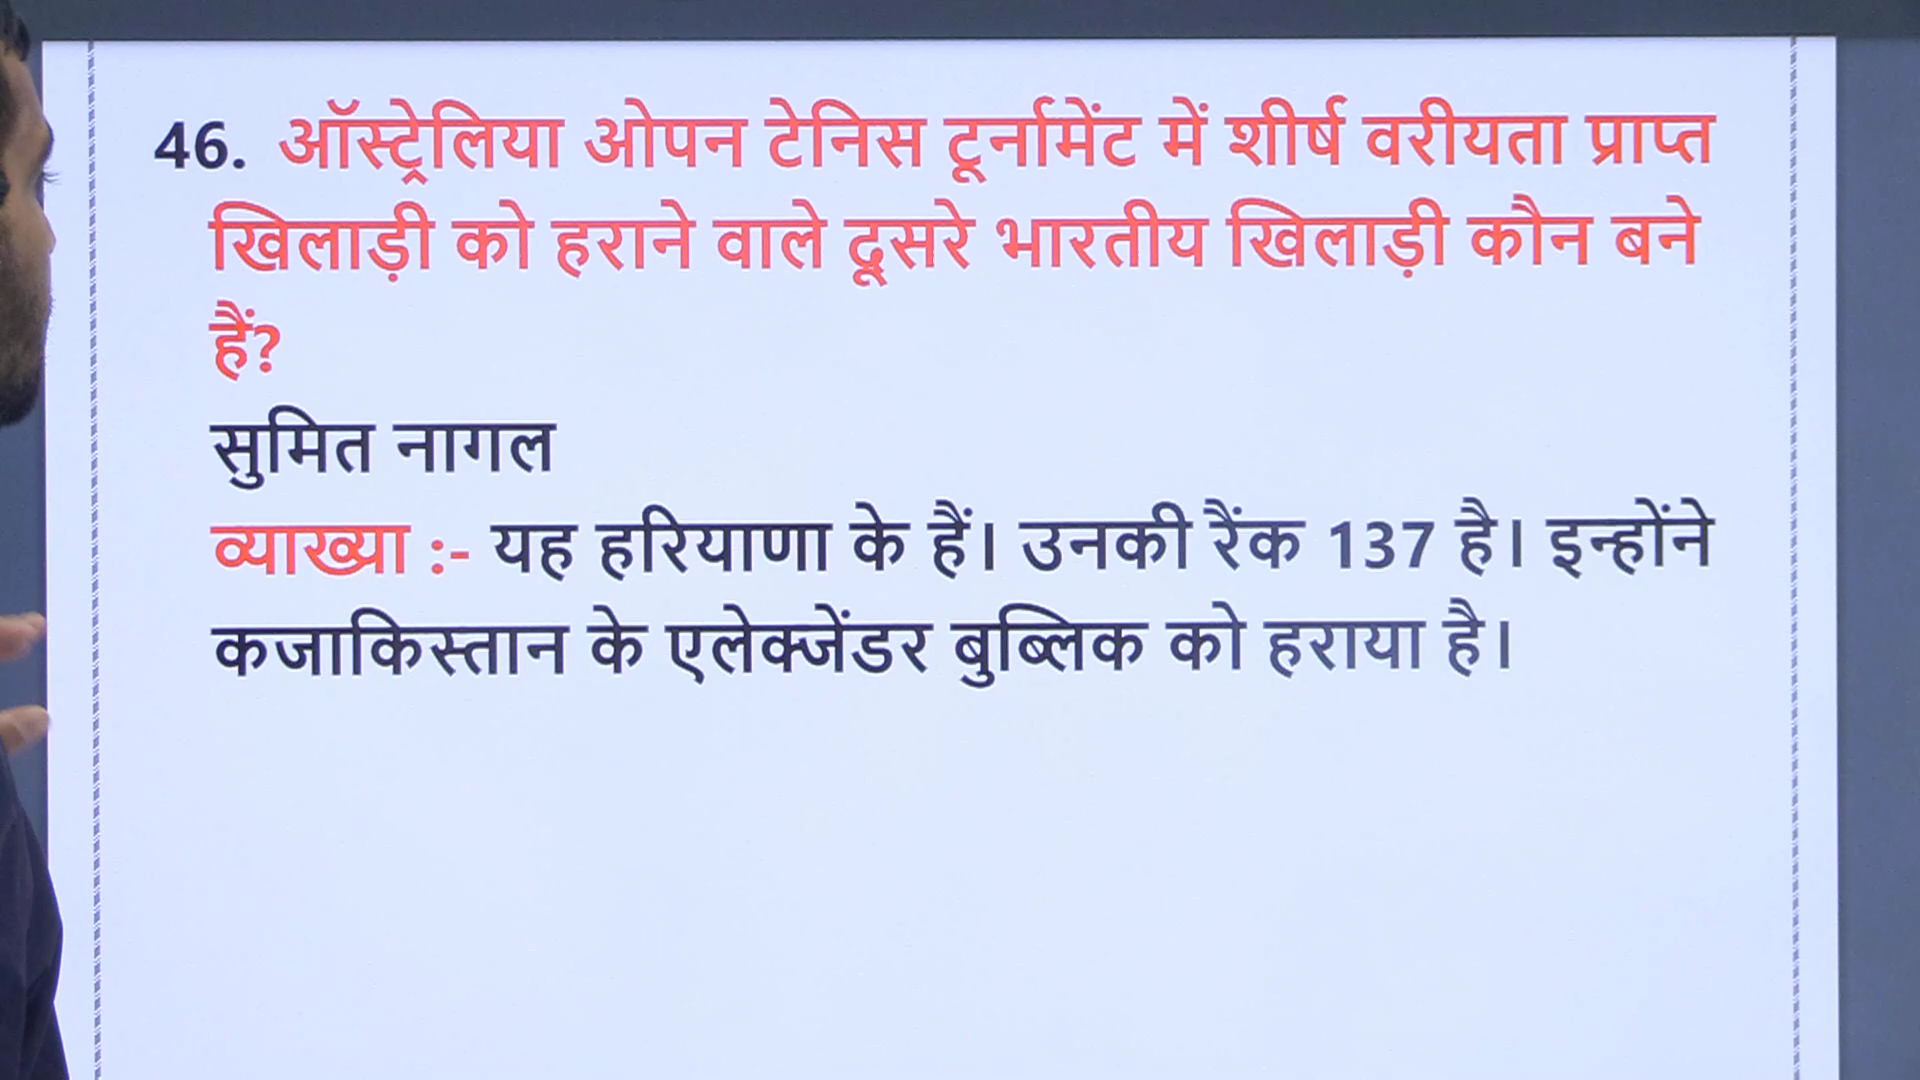 46. ऑस्ट्रेलिया ओपन टेनिस टूर्नामेंट में शीर्ष वरीयता प्राप्त
खिलाड़ी को हराने वाले दूसरे भारतीय खिलाड़ी कौन बने
हैं?
सुमित नागल
व्याख्या :- यह हरियाणा के हैं। उनकी रैंक 137 है। इन्होंने
कजाकिस्तान के एलेक्जेंडर बुब्लिक को हराया है।